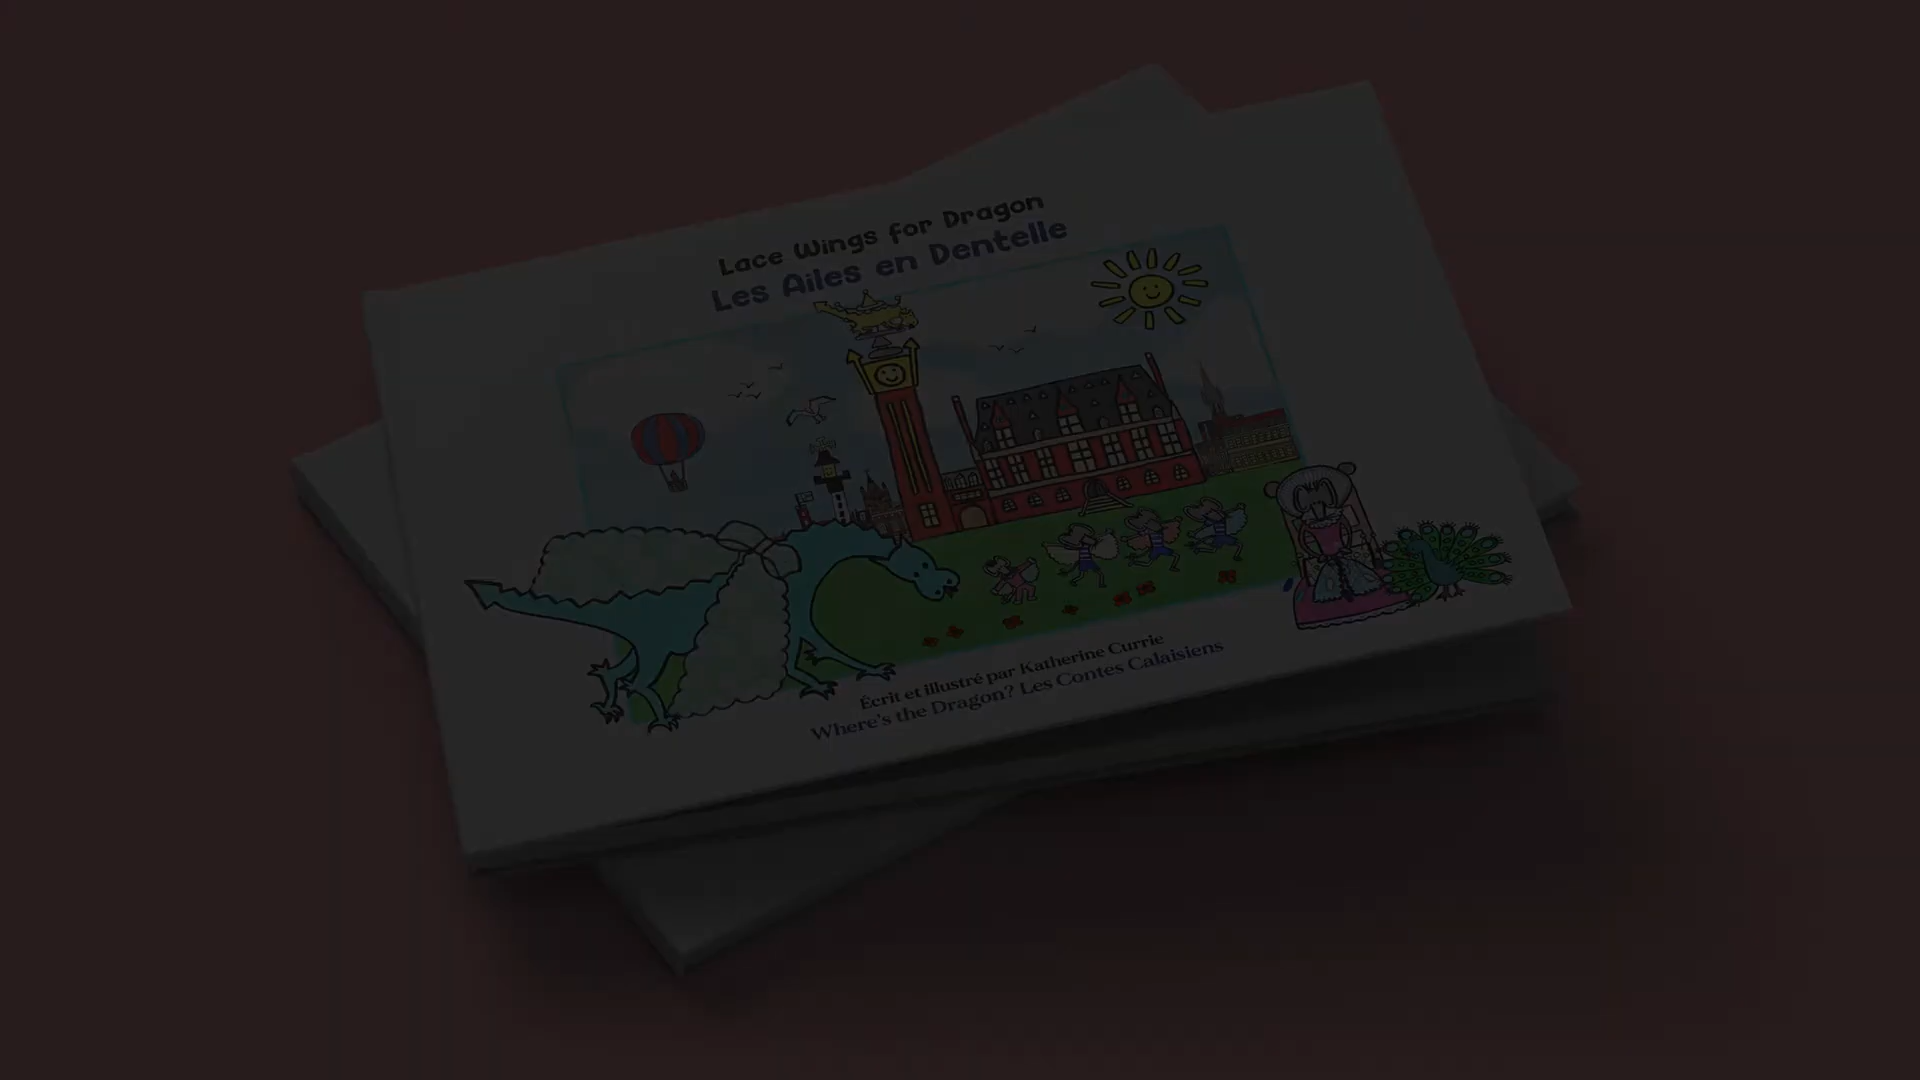 Lace Wings for Dragon
Les Ailes en Dentelle
Écrit et illustré par Katherine Currie
Where's the Dragon? Les Contes Calaisiens